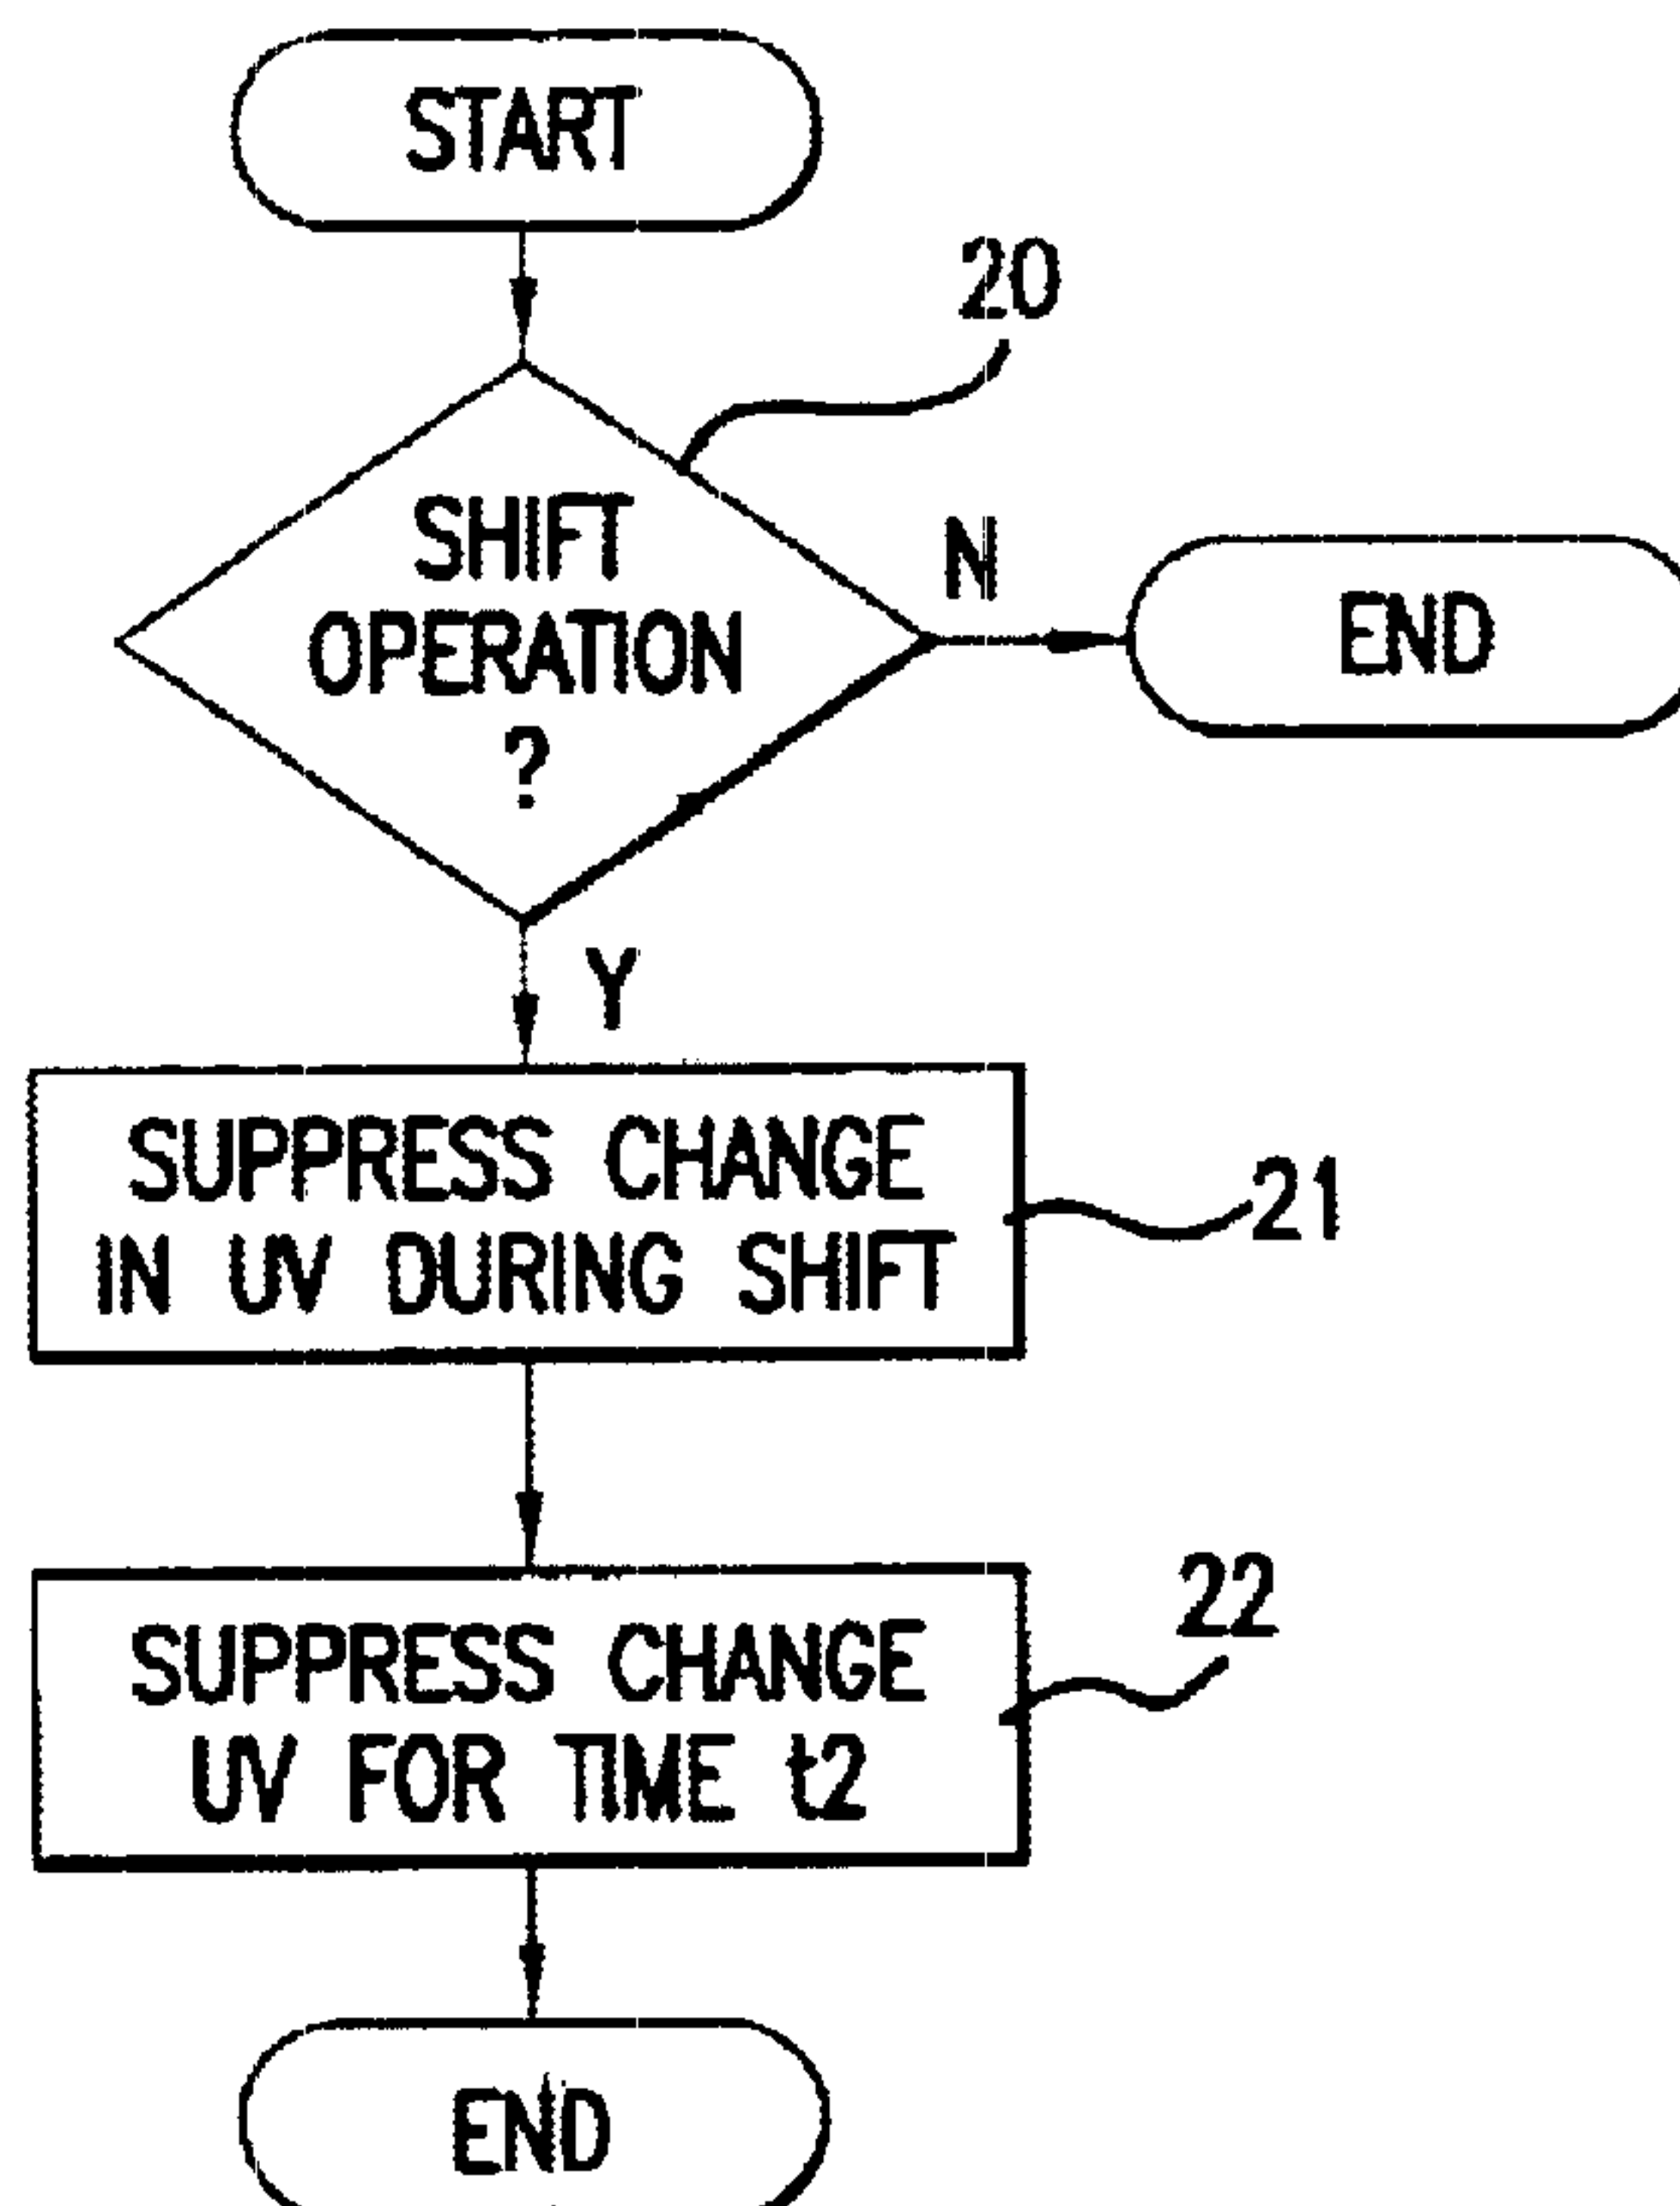 START
20
SHIFT
OPERATION
?
N
END
Y
SUPPRESS CHANGE
IN UV DURING SHIFT
21
SUPPRESS CHANGE
UV FOR TIME t2
22
END